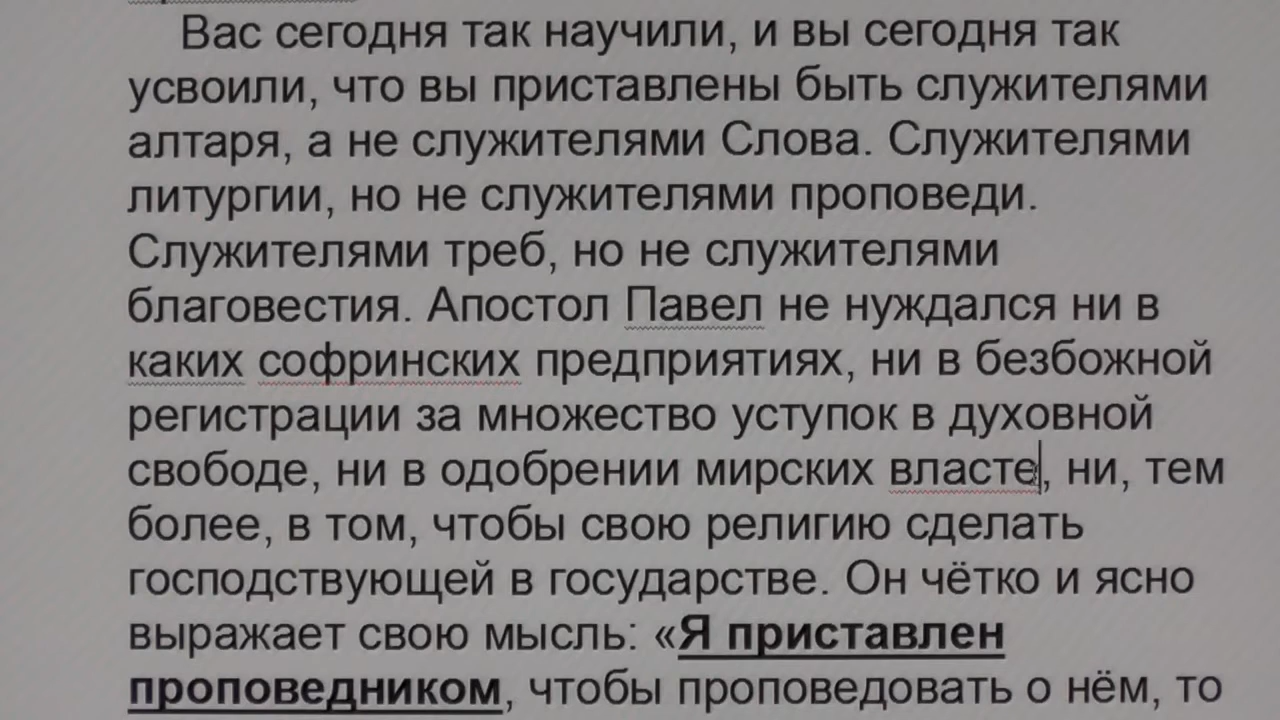 Вас сегодня так научили, и вы сегодня так
усвоили, что вы приставлены быть служителями
алтаря, а не служителями Слова. Служителями
литургии, но не служителями проповеди.
Служителями треб, но не служителями
благовестия. Апостол Павел не нуждался ни в
каких софринских предприятиях, ни в безбожной
регистрации за множество уступок в духовной
свободе, ни в одобрении мирских власте, ни, тем
более, в том, чтобы свою религию сделать
господствующей в государстве. Он чётко и ясно
выражает свою мысль: «Я приставлен
проповедником, чтобы проповедовать о нём, то